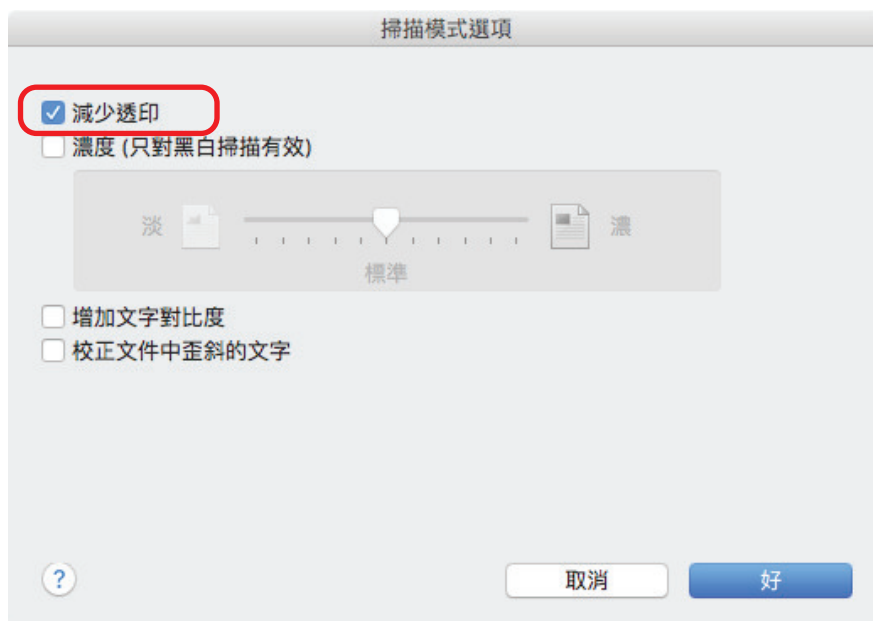 掃描模式選項
減少透印
濃度 (只對黑白掃描有效)
淡 濃
標準
增加文字對比度
校正文件中歪斜的文字
? 取消 好